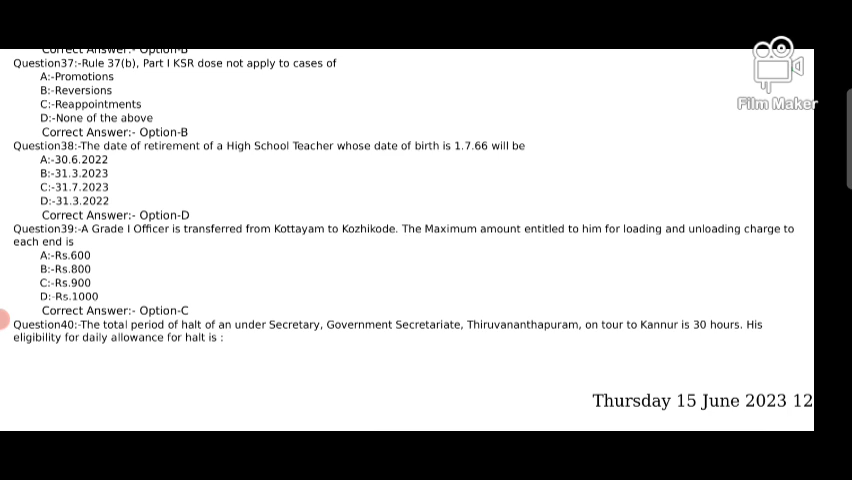 Correct Answer:- Option-B
Question37:-Rule 37(b), Part I KSR dose not apply to cases of
A:-Promotions
B:-Reversions
C:-Reappointments
D:-None of the above
Correct Answer:- Option-B
Question38:-The date of retirement of a High School Teacher whose date of birth is 1.7.66 will be
A:-30.6.2022
B:-31.3.2023
C:-31.7.2023
D:-31.3.2022
Correct Answer:- Option-D
Question39:-A Grade I Officer is transferred from Kottayam to Kozhikode. The Maximum amount entitled to him for loading and unloading charge to
each end is
A:-Rs.600
B:-Rs.800
C:-Rs.900
D:-Rs.1000
Correct Answer:- Option-C
Question40:-The total period of halt of an under Secretary, Government Secretariate, Thiruvananthapuram, on tour to Kannur is 30 hours. His
eligibility for daily allowance for halt is :
Thursday 15 June 2023 12
Film Maker